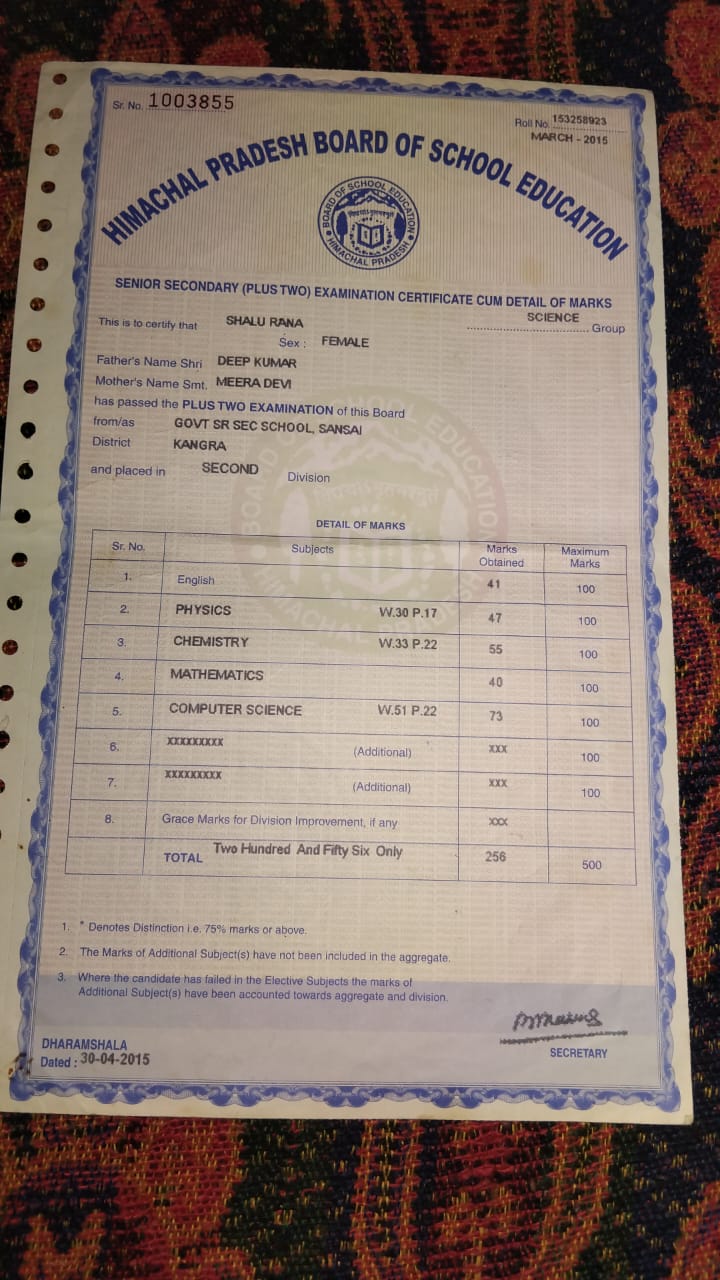 Sr. No. 1003855
Roll No. 153258923
MARCH - 2015
HIMACHAL PRADESH BOARD OF SCHOOL EDUCATION
BOARD OF SCHOOL EDUCATION
HIMACHAL PRADESH
SENIOR SECONDARY (PLUS TWO) EXAMINATION CERTIFICATE CUM DETAIL OF MARKS
SCIENCE Group
This is to certify that SHALU RANA
Sex : FEMALE
Father's Name Shri DEEP KUMAR
Mother's Name Smt. MEERA DEVI
has passed the PLUS TWO EXAMINATION of this Board
from/as GOVT SR SEC SCHOOL, SANSAI
District KANGRA
and placed in SECOND Division
DETAIL OF MARKS
Sr. No. Subjects Marks Obtained Maximum Marks
1. English 41 100
2. PHYSICS W.30 P.17 47 100
3. CHEMISTRY W.33 P.22 55 100
4. MATHEMATICS 40 100
5. COMPUTER SCIENCE W.51 P.22 73 100
6. XXXXXXXXX (Additional) XXX 100
7. XXXXXXXXX (Additional) XXX 100
8. Grace Marks for Division Improvement, if any XXX
TOTAL Two Hundred And Fifty Six Only 256 500
1. * Denotes Distinction i.e. 75% marks or above.
2. The Marks of Additional Subject(s) have not been included in the aggregate.
3. Where the candidate has failed in the Elective Subjects the marks of
Additional Subject(s) have been accounted towards aggregate and division.
DHARAMSHALA
Dated : 30-04-2015
SECRETARY